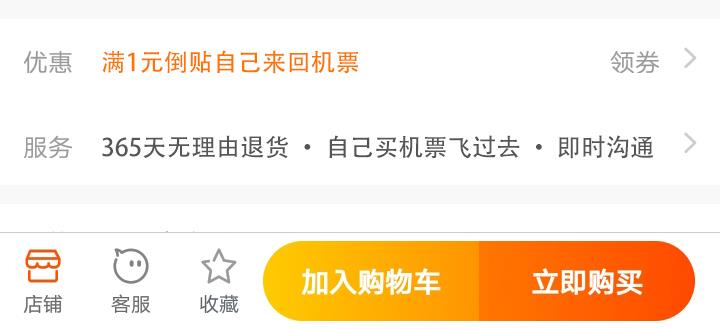 优惠 满1元倒贴自己来回机票 领券
服务 365天无理由退货 • 自己买机票飞过去 • 即时沟通
店铺 客服 收藏 加入购物车 立即购买